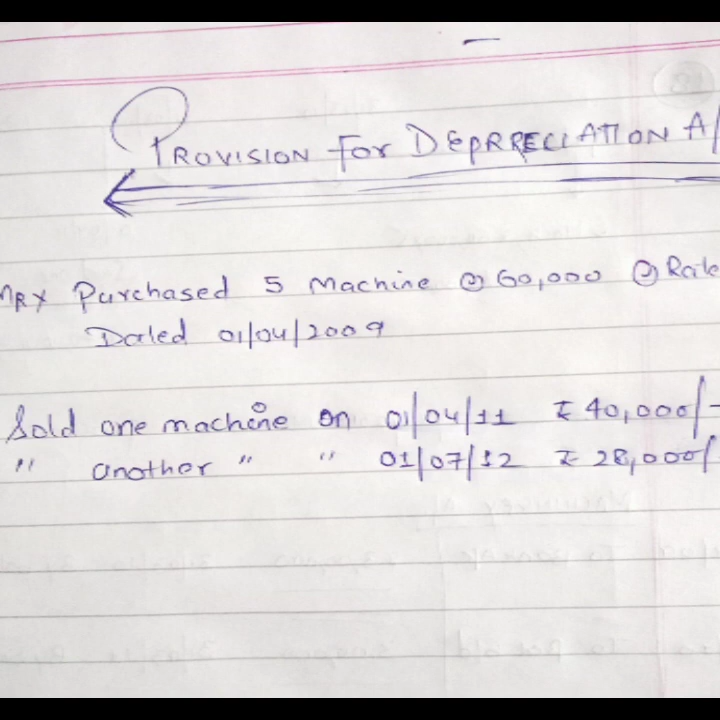 PROVISION FOR DEPRRECIATION A/
MR X Purchased 5 Machine @ 60,000 @ Rate
Dated 01/04/2009
Sold one machine on 01/04/11 ₹ 40,000/-
" another " " 01/07/12 ₹ 28,000/-